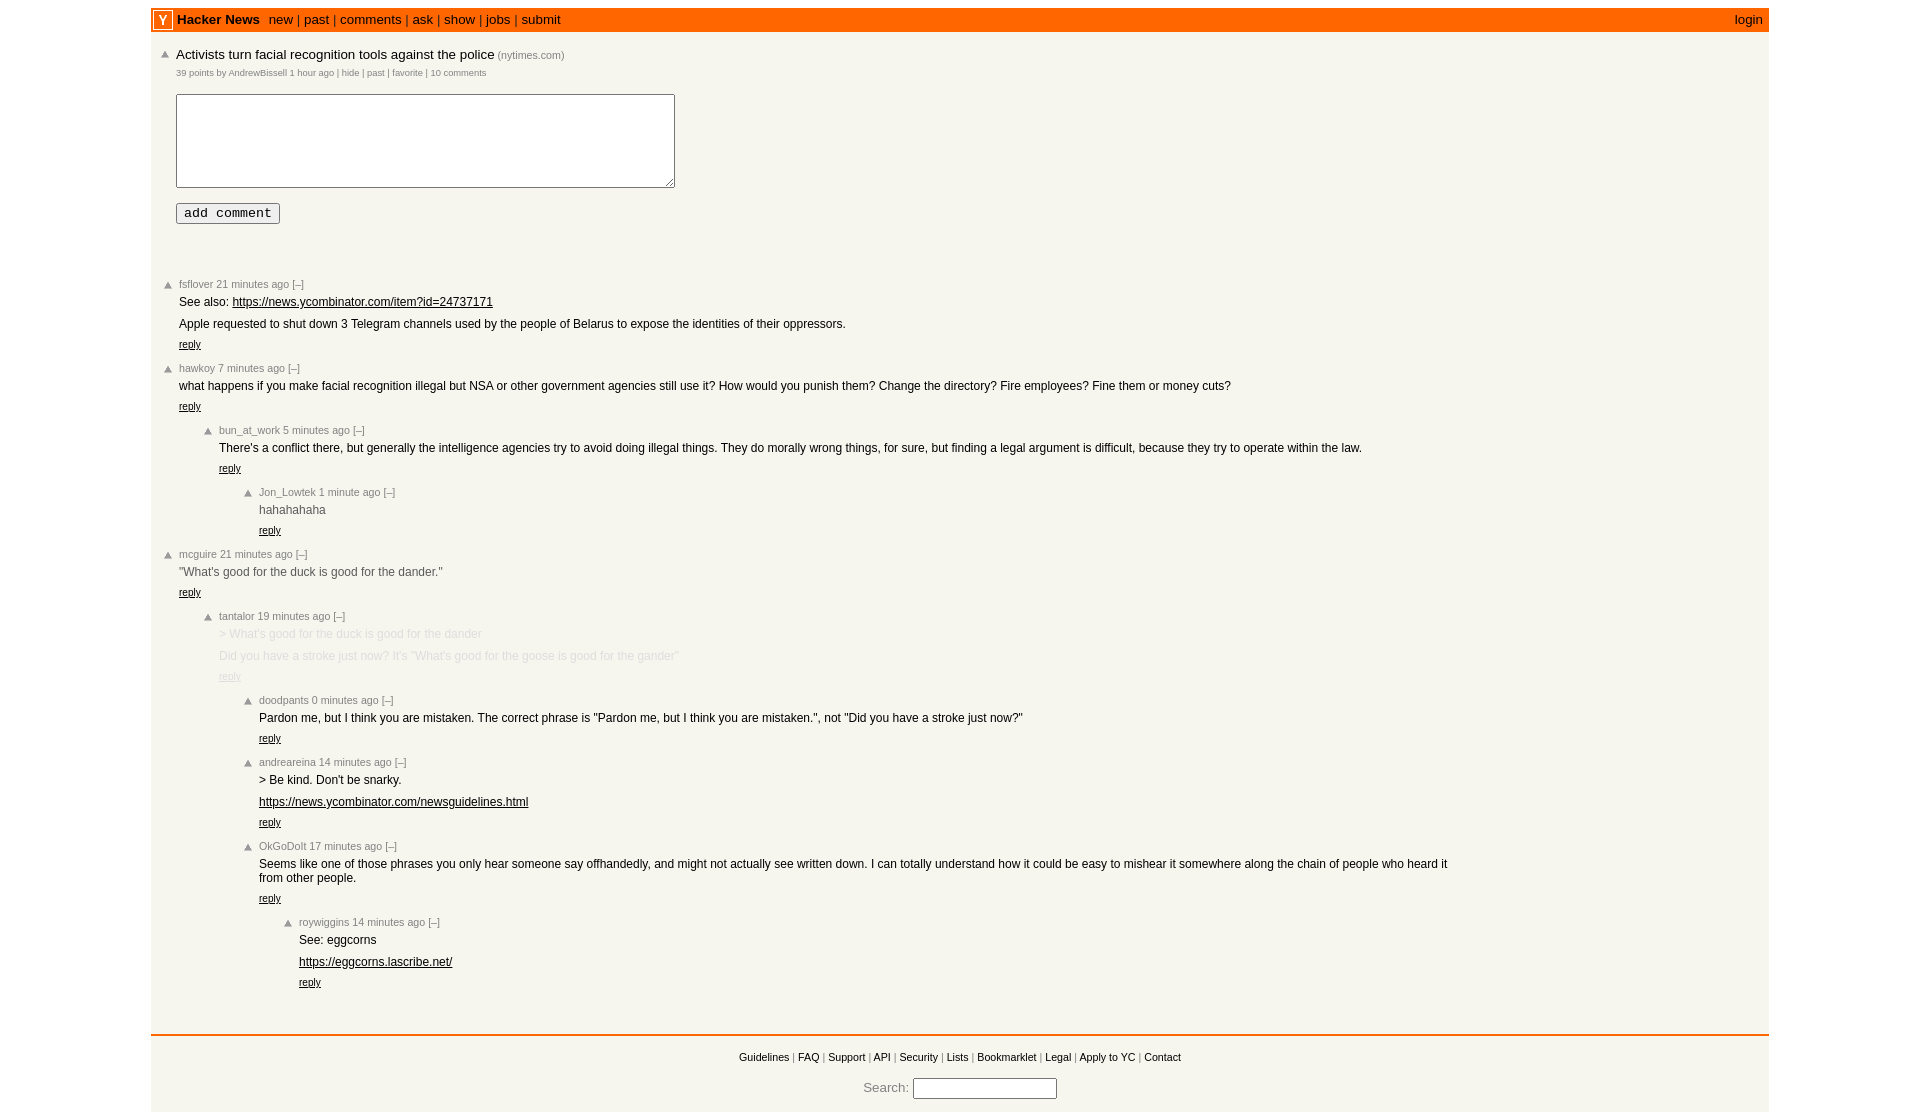 Y Hacker News new | past | comments | ask | show | jobs | submit login
Activists turn facial recognition tools against the police (nytimes.com)
39 points by AndrewBissell 1 hour ago | hide | past | favorite | 10 comments
add comment
fsflover 21 minutes ago [–]
See also: https://news.ycombinator.com/item?id=24737171
Apple requested to shut down 3 Telegram channels used by the people of Belarus to expose the identities of their oppressors.
reply
hawkoy 7 minutes ago [–]
what happens if you make facial recognition illegal but NSA or other government agencies still use it? How would you punish them? Change the directory? Fire employees? Fine them or money cuts?
reply
bun_at_work 5 minutes ago [–]
There's a conflict there, but generally the intelligence agencies try to avoid doing illegal things. They do morally wrong things, for sure, but finding a legal argument is difficult, because they try to operate within the law.
reply
Jon_Lowtek 1 minute ago [–]
hahahahaha
reply
mcguire 21 minutes ago [–]
"What's good for the duck is good for the dander."
reply
tantalor 19 minutes ago [–]
> What's good for the duck is good for the dander
Did you have a stroke just now? It's "What's good for the goose is good for the gander"
reply
doodpants 0 minutes ago [–]
Pardon me, but I think you are mistaken. The correct phrase is "Pardon me, but I think you are mistaken.", not "Did you have a stroke just now?"
reply
andreareina 14 minutes ago [–]
> Be kind. Don't be snarky.
https://news.ycombinator.com/newsguidelines.html
reply
OkGoDoIt 17 minutes ago [–]
Seems like one of those phrases you only hear someone say offhandedly, and might not actually see written down. I can totally understand how it could be easy to mishear it somewhere along the chain of people who heard it
from other people.
reply
roywiggins 14 minutes ago [–]
See: eggcorns
https://eggcorns.lascribe.net/
reply
Guidelines | FAQ | Support | API | Security | Lists | Bookmarklet | Legal | Apply to YC | Contact
Search: